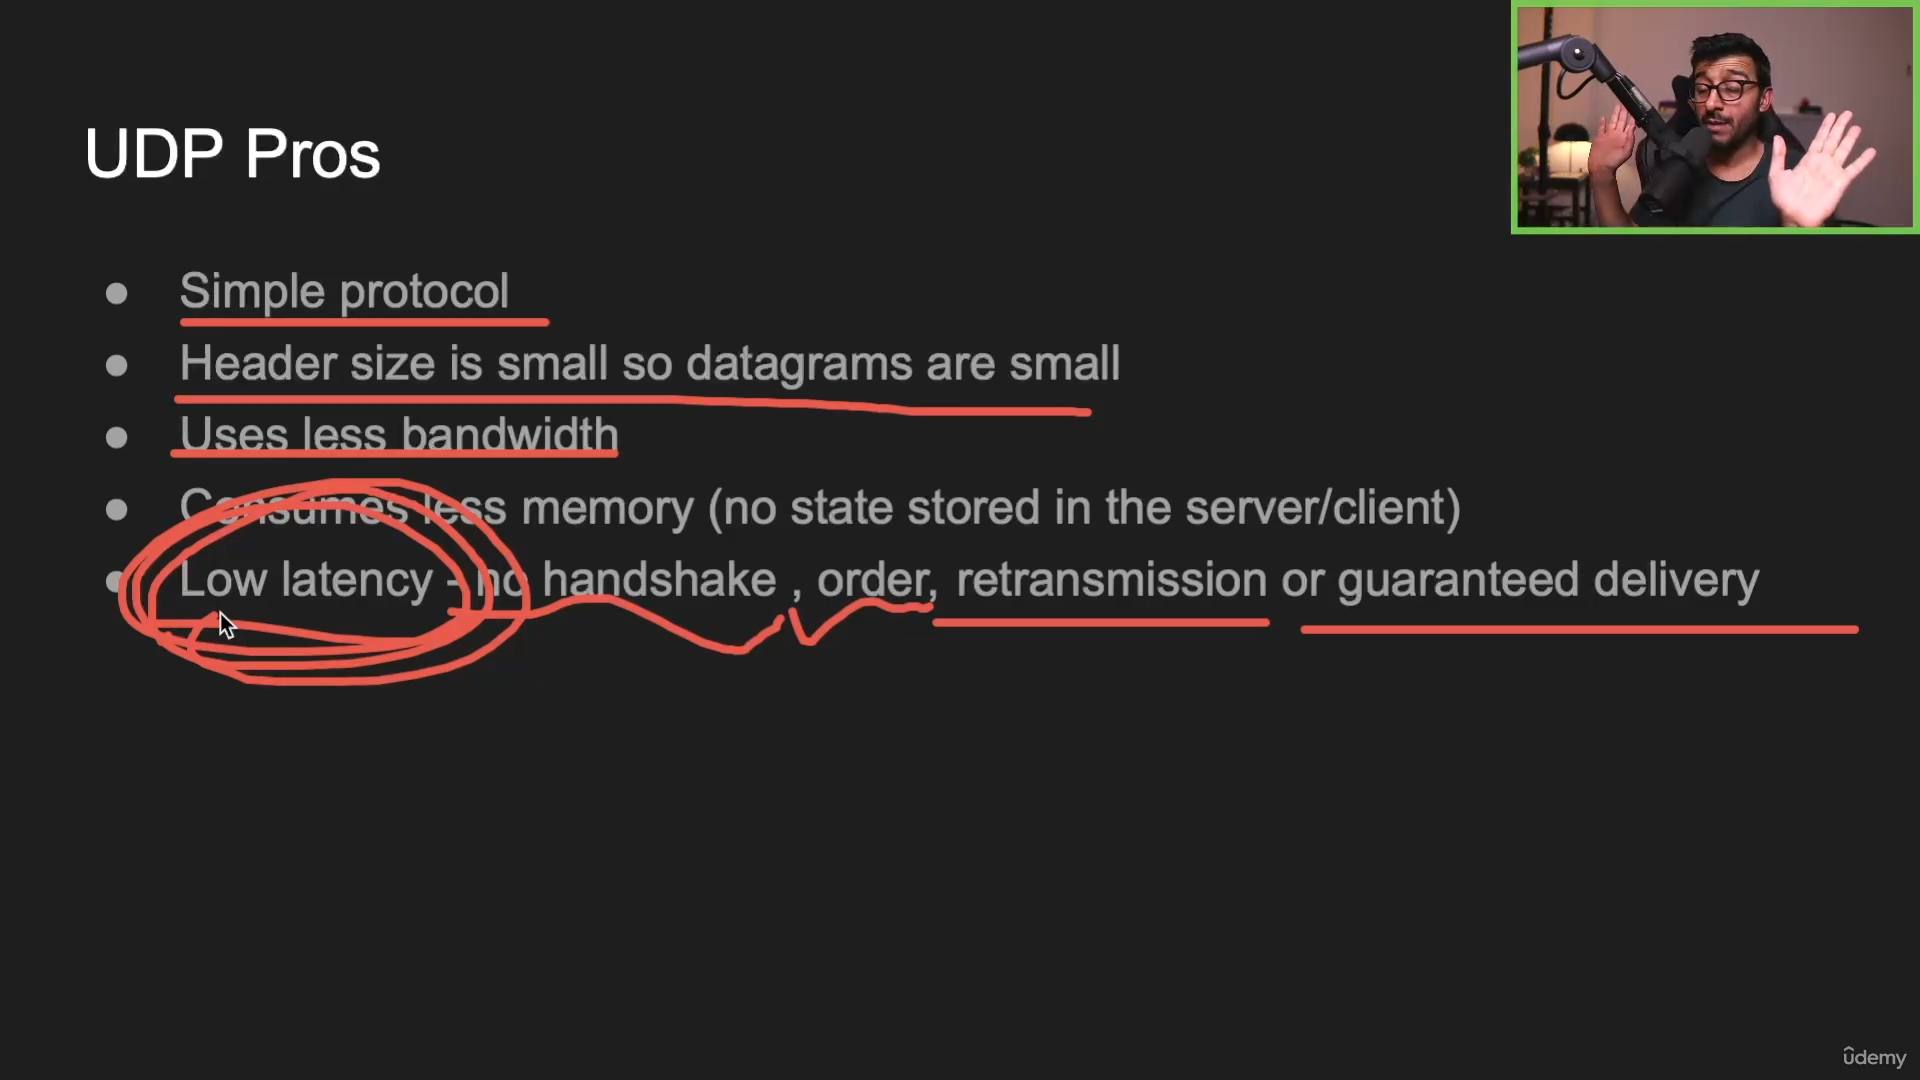 UDP Pros
● Simple protocol
● Header size is small so datagrams are small
● Uses less bandwidth
● Consumes less memory (no state stored in the server/client)
● Low latency - no handshake , order, retransmission or guaranteed delivery
ûdemy